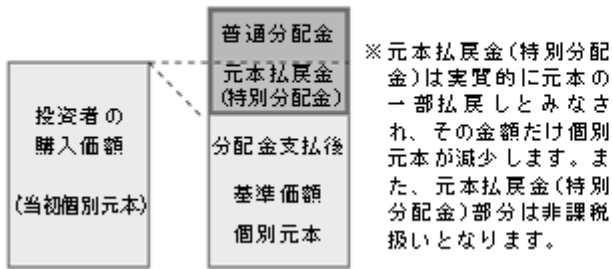 投資者の
購入価額
(当初個別元本)
普通分配金
元本払戻金
(特別分配金)
分配金支払後
基準価額
個別元本
※元本払戻金(特別分配
金)は実質的に元本の
一部払戻しとみなさ
れ、その金額だけ個別
元本が減少します。ま
た、元本払戻金(特別
分配金)部分は非課税
扱いとなります。